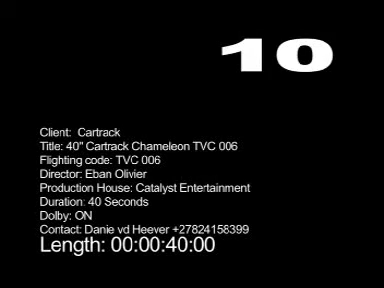 10
Client: Cartrack
Title: 40" Cartrack Chameleon TVC 006
Flighting code: TVC 006
Director: Eban Olivier
Production House: Catalyst Entertainment
Duration: 40 Seconds
Dolby: ON
Contact: Danie vd Heever +27824158399
Length: 00:00:40:00